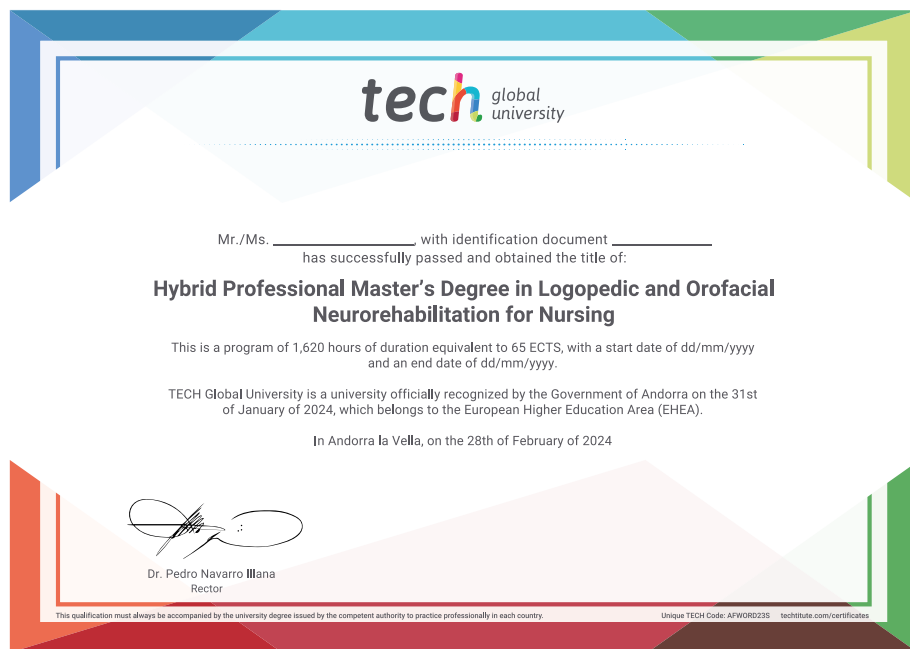 tech global
university
Mr./Ms. ____________, with identification document ____________
has successfully passed and obtained the title of:
Hybrid Professional Master's Degree in Logopedic and Orofacial
Neurorehabilitation for Nursing
This is a program of 1,620 hours of duration equivalent to 65 ECTS, with a start date of dd/mm/yyyy
and an end date of dd/mm/yyyy.
TECH Global University is a university officially recognized by the Government of Andorra on the 31st
of January of 2024, which belongs to the European Higher Education Area (EHEA).
In Andorra la Vella, on the 28th of February of 2024
Dr. Pedro Navarro Illana
Rector
This qualification must always be accompanied by the university degree issued by the competent authority to practice professionally in each country.
Unique TECH Code: AFWORD23S techtitute.com/certificates